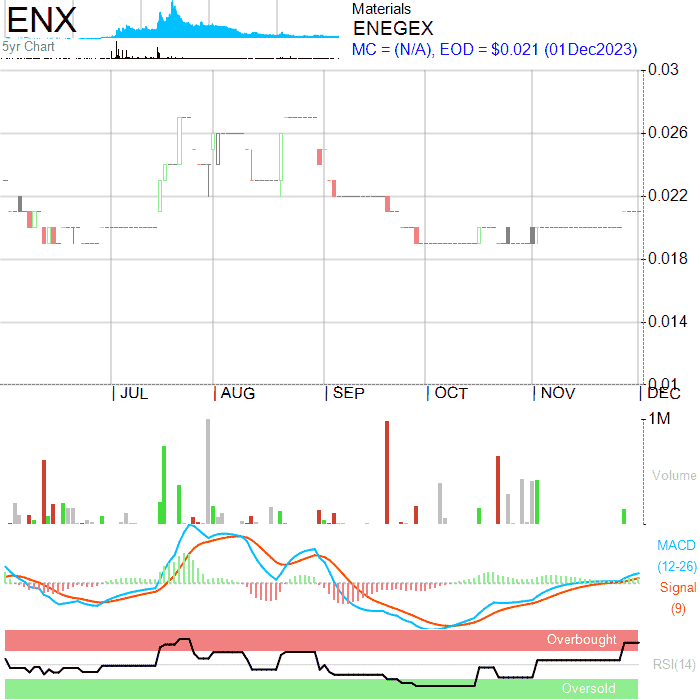 ENX
5yr Chart
Materials
ENEGEX
MC = (N/A), EOD = $0.021 (01Dec2023)
0.03
0.026
0.022
0.018
0.014
0.01
JUL AUG SEP OCT NOV DEC
1M
Volume
MACD
(12-26)
Signal
(9)
Overbought
RSI(14)
Oversold